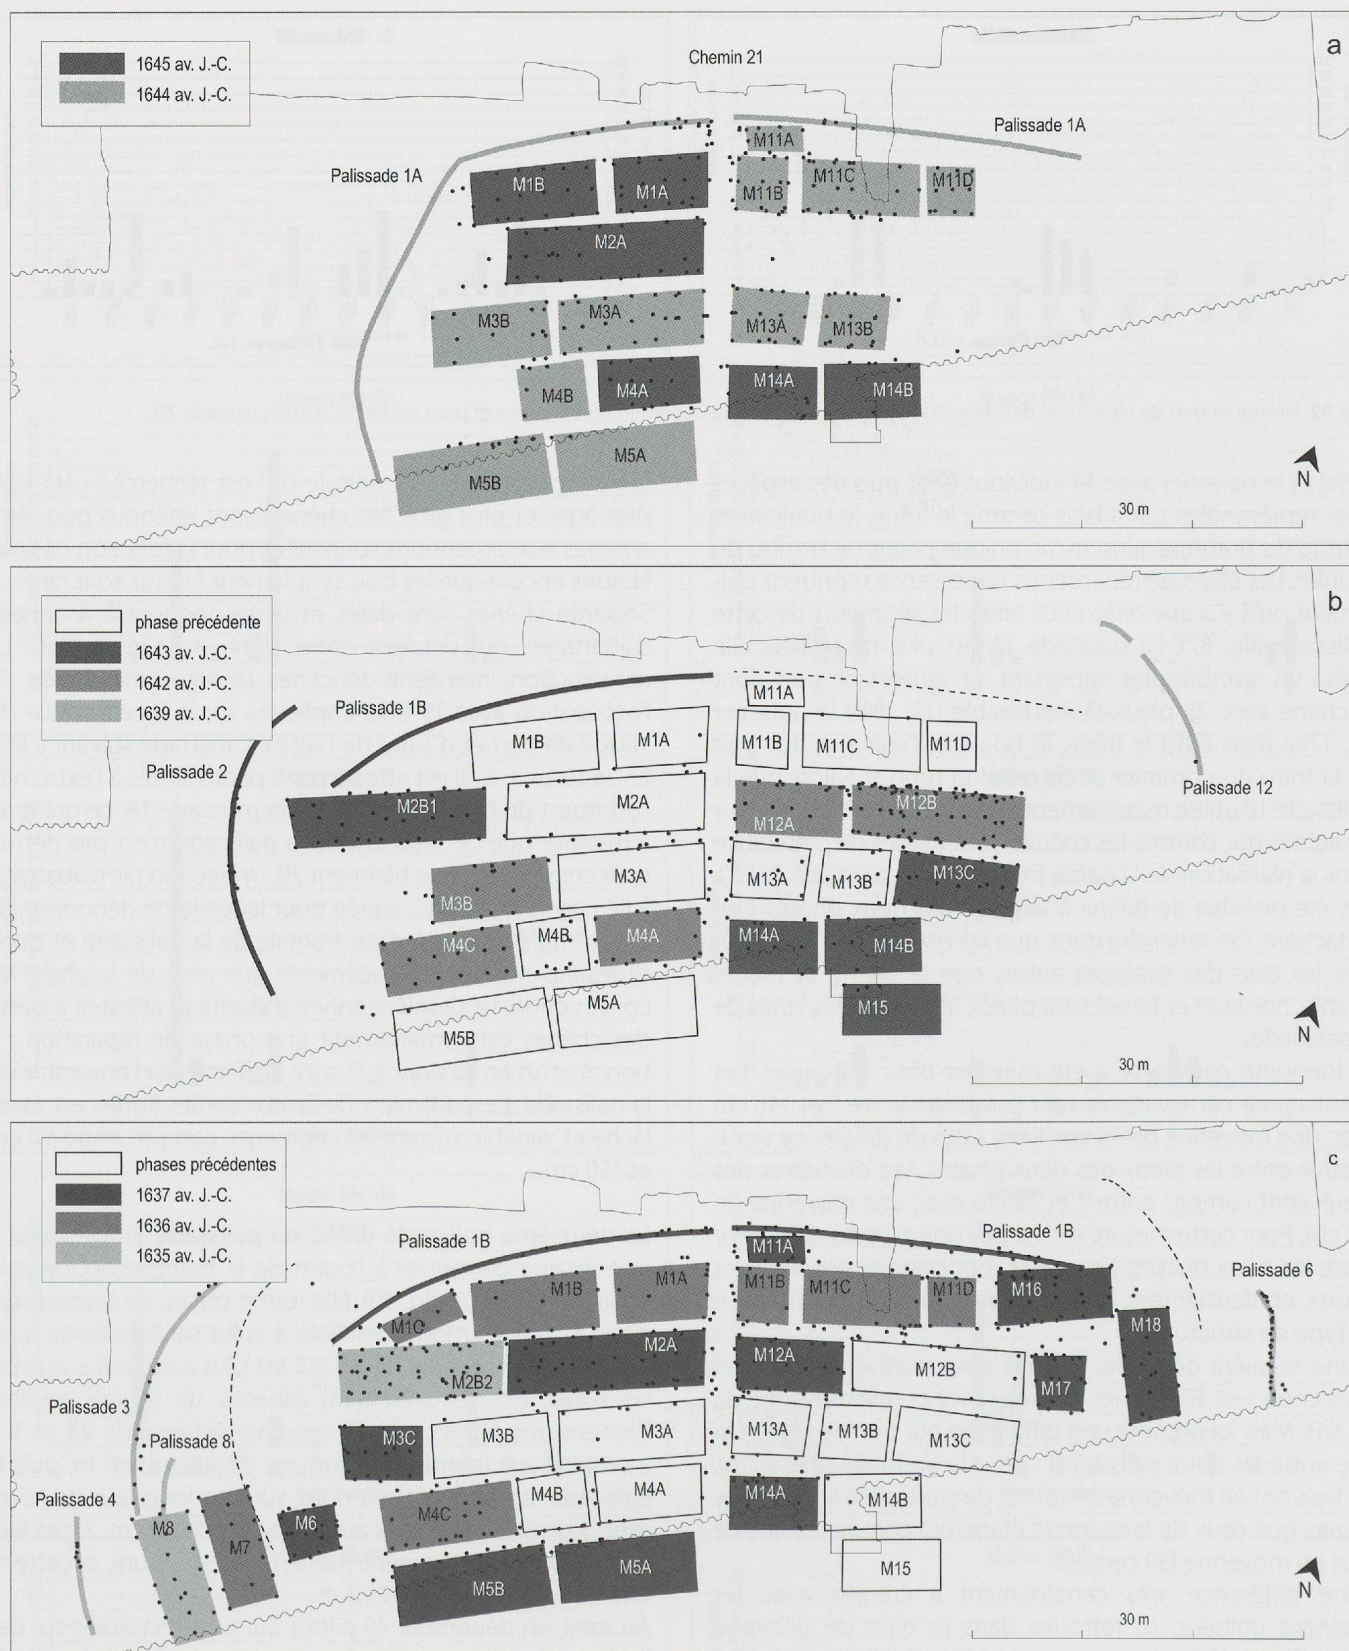 a
1645 av. J.-C.
1644 av. J.-C.
Chemin 21
Palissade 1A
Palissade 1A
M11A
M1B
M1A
M11B
M11C
M11D
M2A
M3B
M3A
M13A
M13B
M4B
M4A
M14A
M14B
M5B
M5A
N
30 m
b
phase précédente
1643 av. J.-C.
1642 av. J.-C.
1639 av. J.-C.
Palissade 1B
Palissade 2
Palissade 12
M11A
M1B
M1A
M11B
M11C
M11D
M2B1
M2A
M12A
M12B
M3B
M3A
M13A
M13B
M13C
M4C
M4B
M4A
M14A
M14B
M5B
M5A
M15
N
30 m
c
phases précédentes
1637 av. J.-C.
1636 av. J.-C.
1635 av. J.-C.
Palissade 1B
Palissade 1B
Palissade 6
Palissade 3
Palissade 8
Palissade 4
M11A
M1C
M1B
M1A
M11B
M11C
M11D
M16
M18
M2B2
M2A
M12A
M12B
M17
M3C
M3B
M3A
M13A
M13B
M13C
M8
M7
M6
M4C
M4B
M4A
M14A
M14B
M5B
M5A
M15
N
30 m